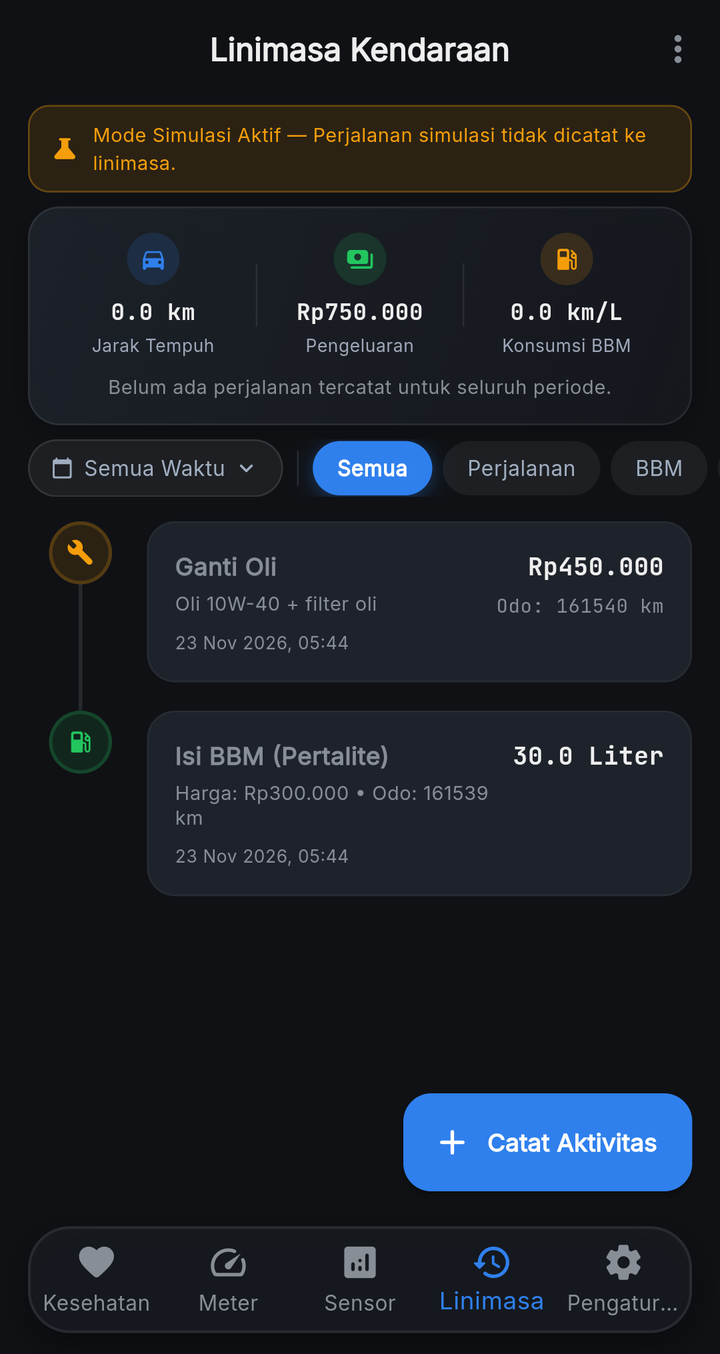 Linimasa Kendaraan
Mode Simulasi Aktif — Perjalanan simulasi tidak dicatat ke
linimasa.
0.0 km
Rp750.000
0.0 km/L
Jarak Tempuh
Pengeluaran
Konsumsi BBM
Belum ada perjalanan tercatat untuk seluruh periode.
Semua Waktu
Semua
Perjalanan
BBM
Ganti Oli
Rp450.000
Oli 10W-40 + filter oli
Odo: 161540 km
23 Nov 2026, 05:44
Isi BBM (Pertalite)
30.0 Liter
Harga: Rp300.000 • Odo: 161539
km
23 Nov 2026, 05:44
Catat Aktivitas
Kesehatan
Meter
Sensor
Linimasa
Pengatur...